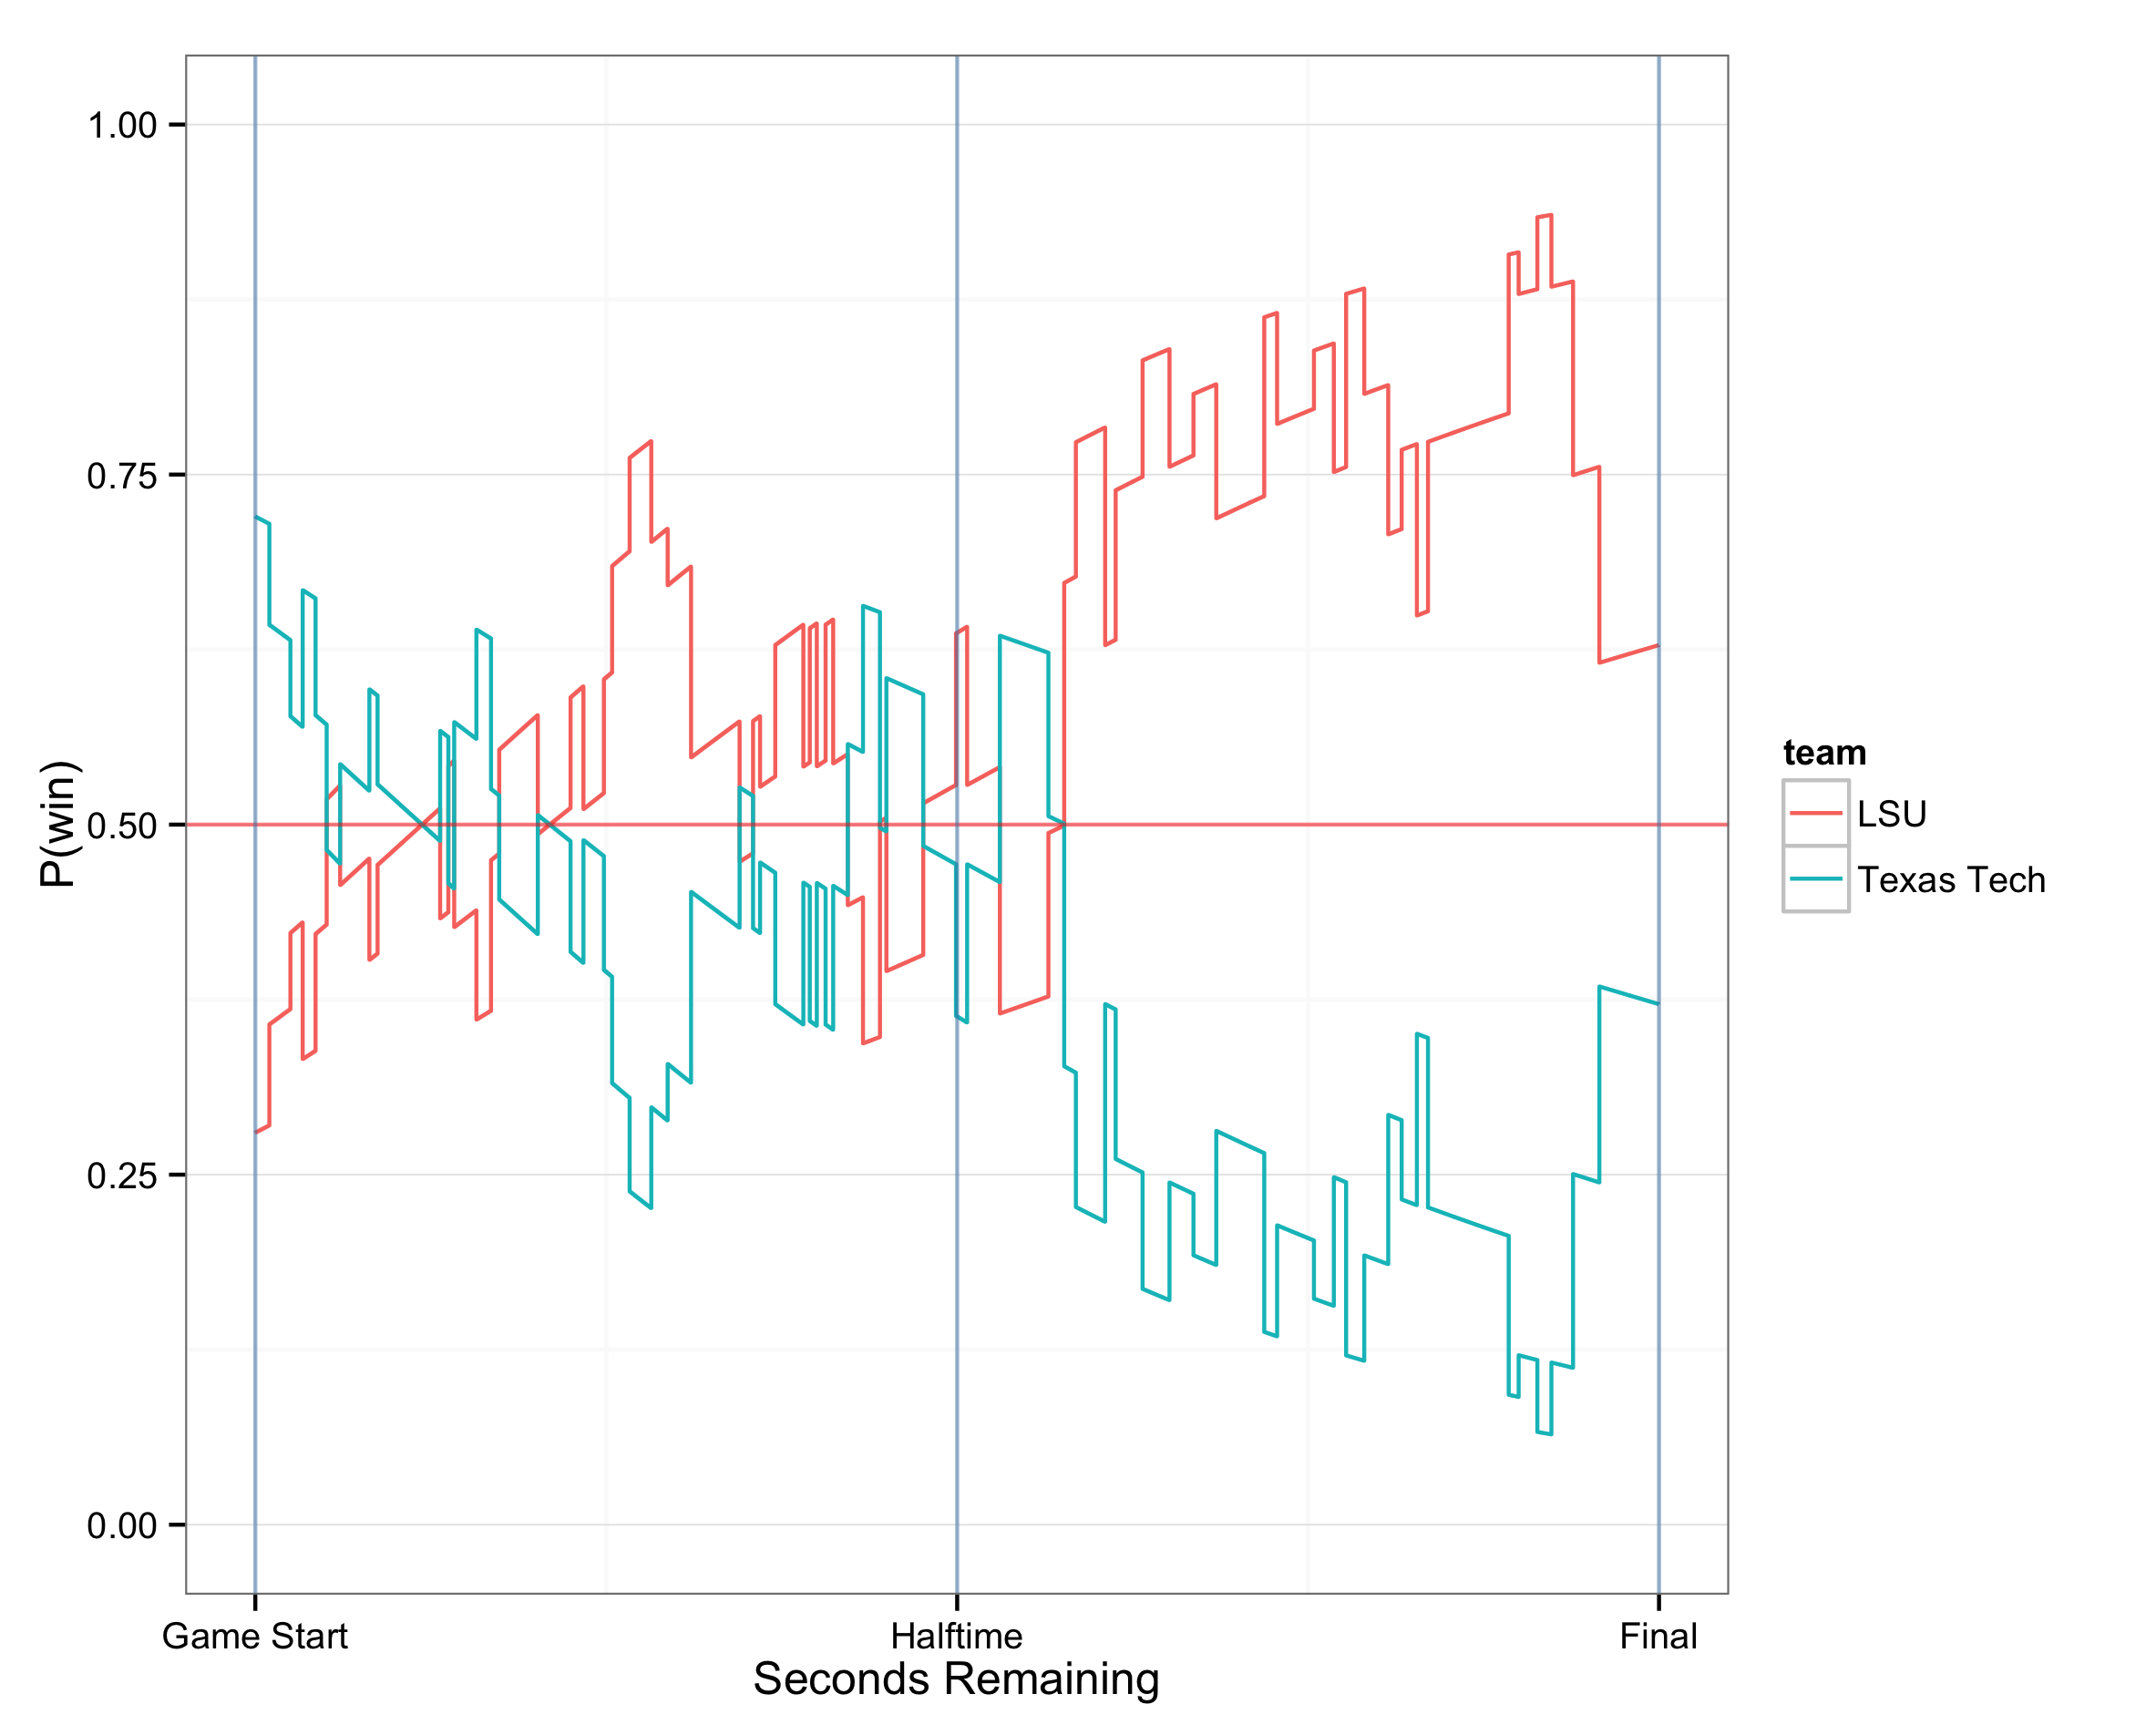 1.00
0.75
0.50
0.25
0.00
P(win)
Game Start
Halftime
Final
Seconds Remaining
team
LSU
Texas Tech